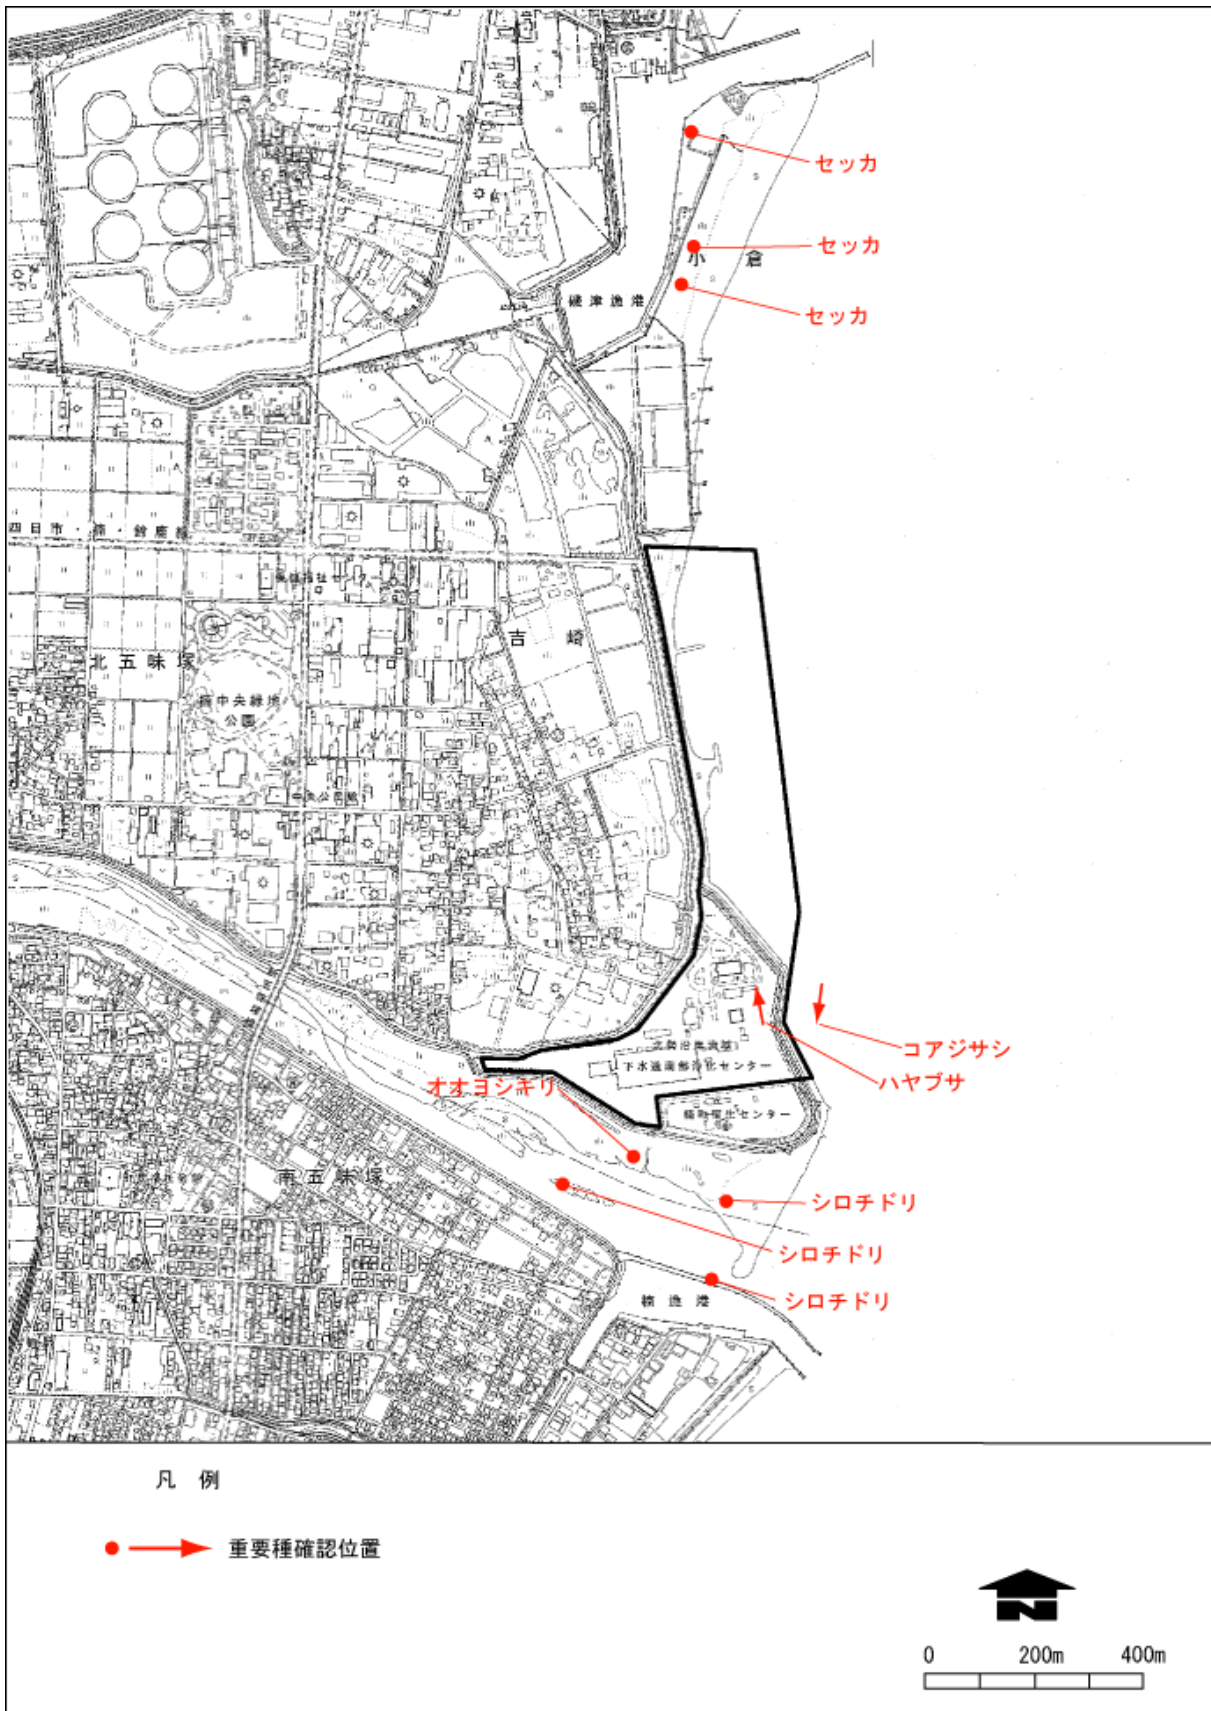 セッカ
セッカ
小倉
磯津漁港
セッカ
四日市・楠・鈴鹿線
吉崎
北五味塚
楠中央緑地
公園
中央公民館
コアジサシ
下水道南部浄化センター
ハヤブサ
オオヨシキリ
南五味塚
シロチドリ
シロチドリ
シロチドリ
楠漁港
凡例
重要種確認位置
N
0 200m 400m